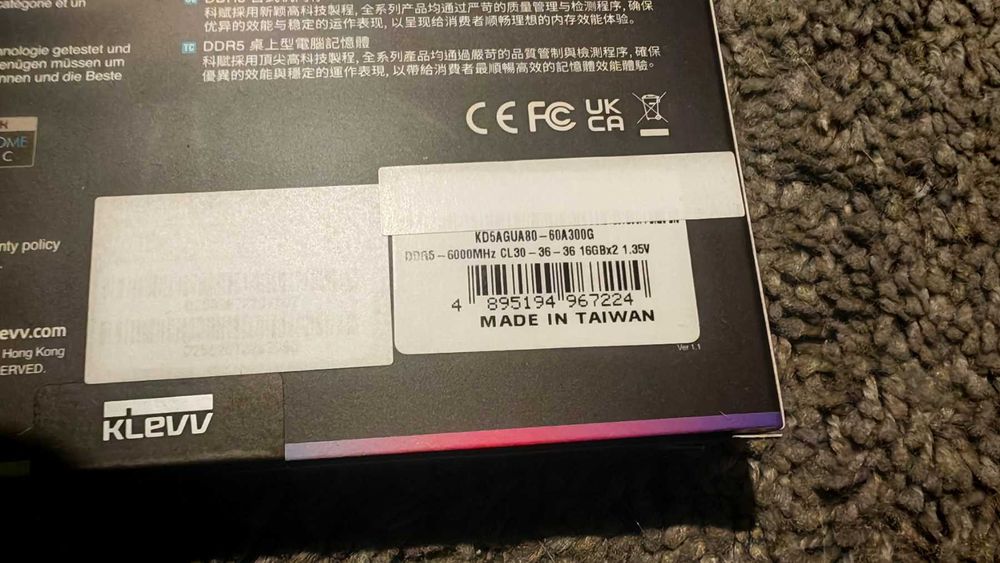 catégorie et un
科賦採用新穎高科技製程, 全系列产品均通过严苛的质量管理与检测程序, 确保
优异的效能与稳定的运作表现, 以呈现给消费者顺畅理想的内存效能体验。
TC DDR5 桌上型電腦記憶體
科賦採用頂尖高科技製程, 全系列產品均通過嚴苛的品質管制與檢測程序, 確保
優異的效能與穩定的運作表現, 以帶給消費者最順暢高效的記憶體效能體驗。
nnologie getestet und
enügen müssen um
nnen und die Beste
CE FC UK CA
OME
C
nty policy
KD5AGUA80-60A300G
DDR5-6000MHz CL30-36-36 16GBx2 1.35V
4 895194 967224
MADE IN TAIWAN
Ver 1.1
evv.com
Hong Kong
ERVED.
KLevv